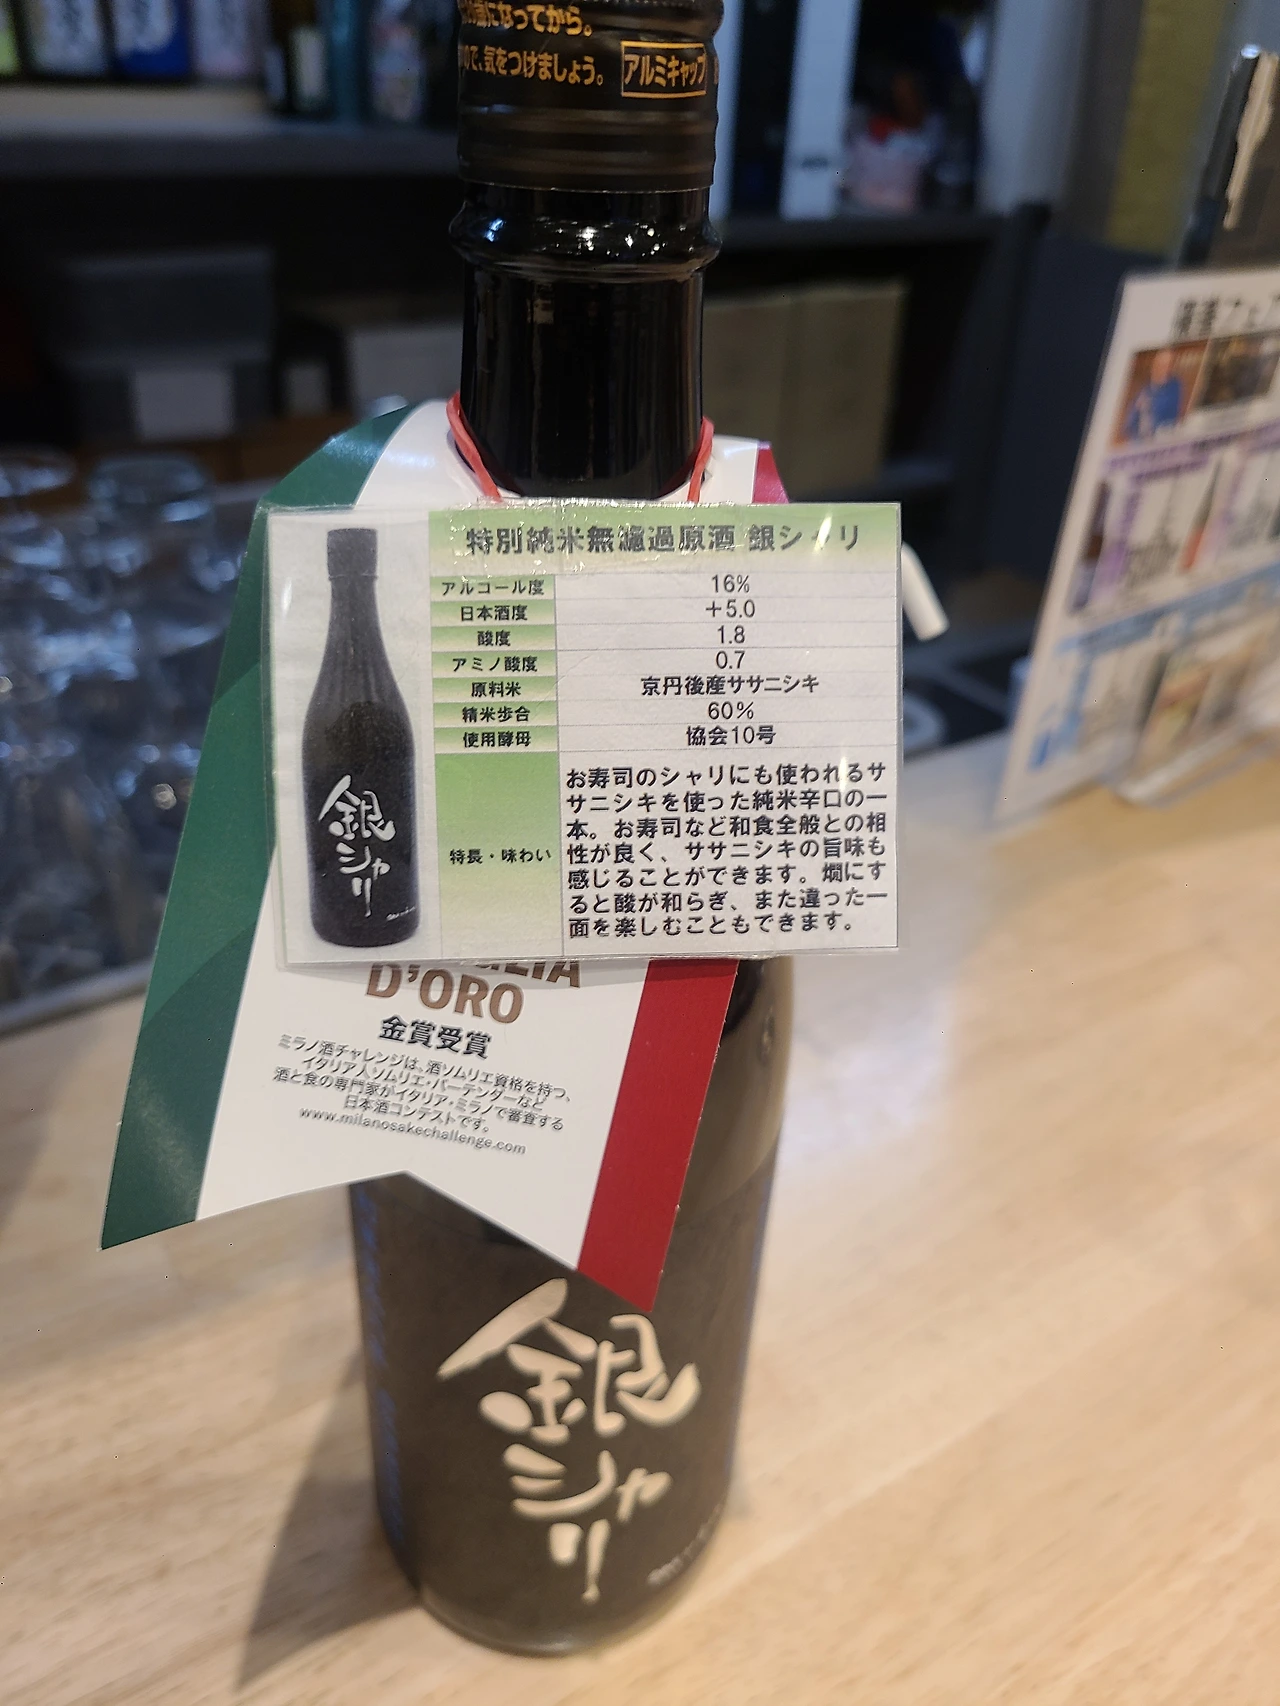 になってから。
で、気をつけましょう。 アルミキャップ
特別純米無濾過原酒 銀シャリ
アルコール度 16%
日本酒度 +5.0
酸度 1.8
アミノ酸度 0.7
原料米 京丹後産ササニシキ
精米歩合 60%
使用酵母 協会10号
特長・味わい
お寿司のシャリにも使われるサ
サニシキを使った純米辛口の一
本。お寿司など和食全般との相
性が良く、ササニシキの旨味も
感じることができます。燗にす
ると酸が和らぎ、また違った一
面を楽しむこともできます。
銀
シャ
リ
D'ORO
金賞受賞
ミラノ酒チャレンジは、酒ソムリエ資格を持つ、
イタリア人ソムリエ・バーテンダーなど
酒と食の専門家がイタリア・ミラノで審査する
日本酒コンテストです。
www.milanosakechallenge.com
銀
シャ
リ